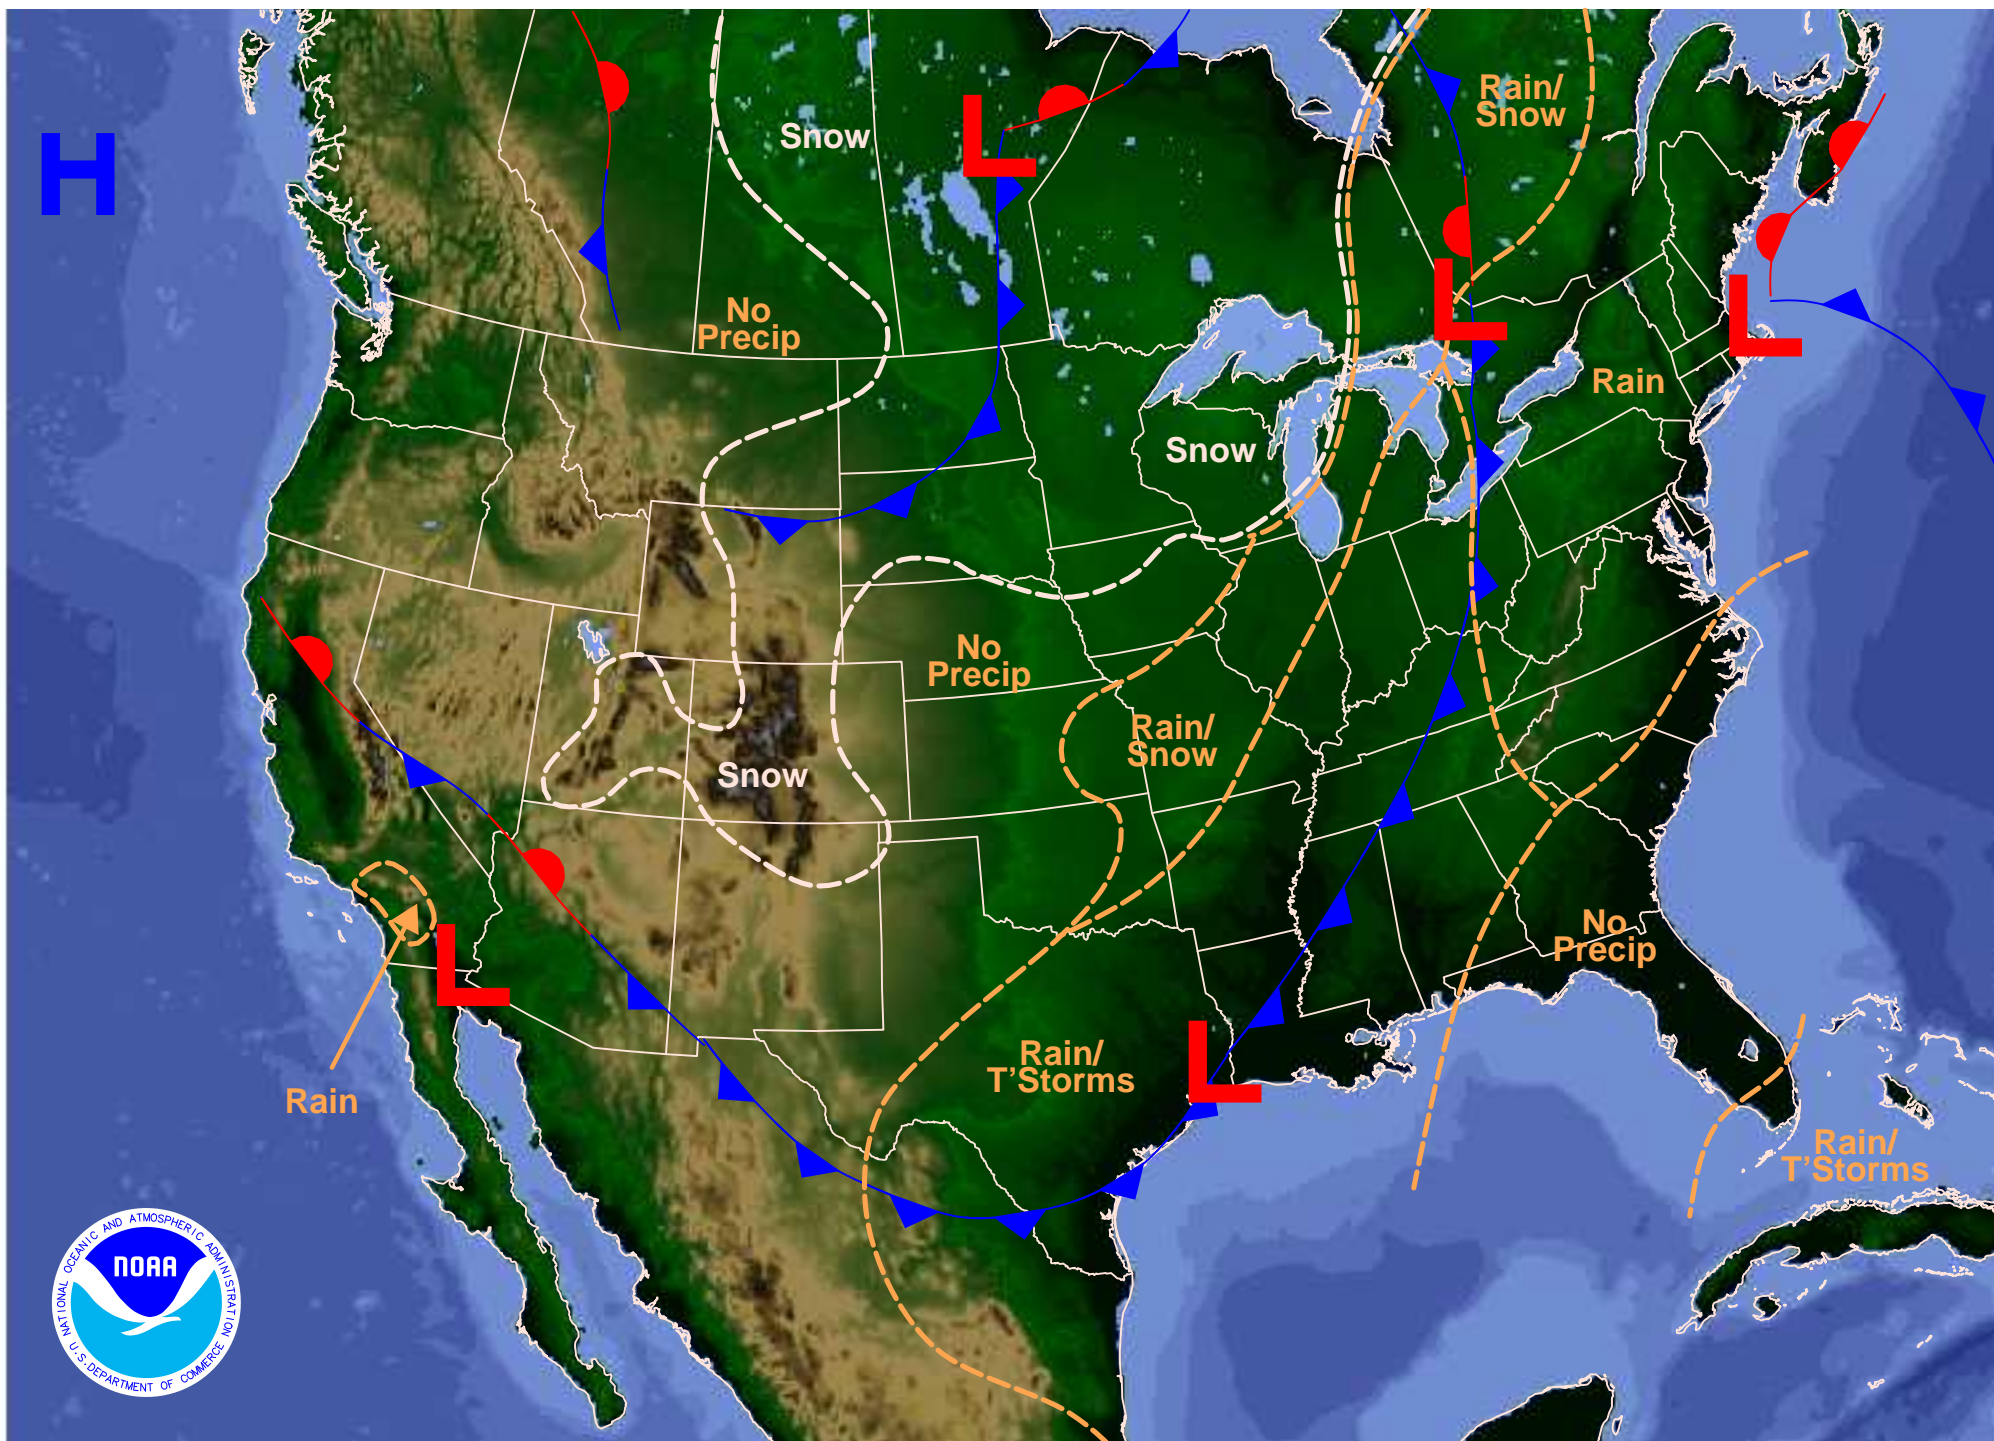 Rain/
Snow
Snow
H
L
L
L
No
Precip
Rain
Snow
No
Precip
Rain/
Snow
Snow
No
Precip
L
L
Rain/
T'Storms
Rain
Rain/
T'Storms
NATIONAL OCEANIC AND ATMOSPHERIC ADMINISTRATION
NOAA
U.S. DEPARTMENT OF COMMERCE